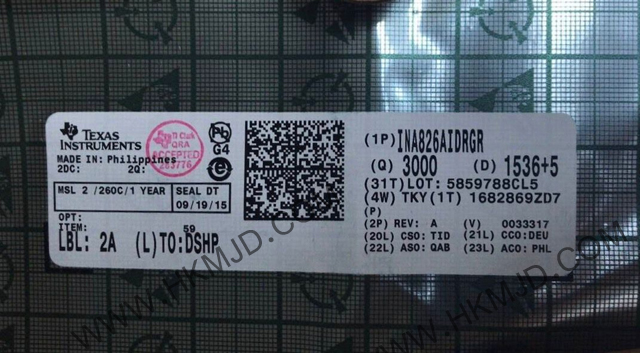 TEXAS
INSTRUMENTS
MADE IN: Philippines
2DC: 2Q:
QRA
ACCEPTED
Pb
G4
MSL 2 /260C/1 YEAR
SEAL DT
09/19/15
OPT:
ITEM:
59
LBL: 2A (L)TO:DSHP
(1P) INA826AIDRGR
(Q) 3000 (D) 1536+5
(31T) LOT: 5859788CL5
(4W) TKY(1T) 1682869ZD7
(P)
(2P) REV: A (V) 0033317
(20L) CSO: TID (21L) CCO:DEU
(22L) ASO: QAB (23L) ACO: PHL
WWW.HKMJD.COM
WWW.HKMJD.COM